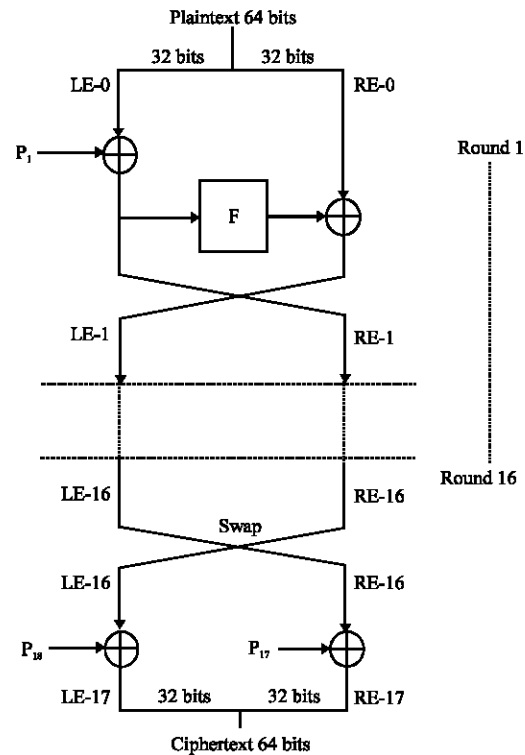 Plaintext 64 bits
32 bits 32 bits
LE-0 RE-0
P₁ Round 1
F
LE-1 RE-1
LE-16 RE-16 Round 16
Swap
LE-16 RE-16
P₁₈ P₁₇
LE-17 32 bits 32 bits RE-17
Ciphertext 64 bits